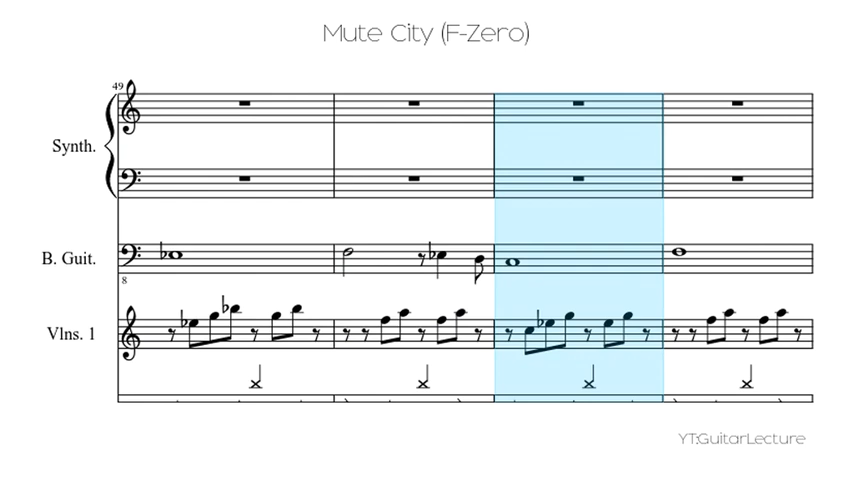 Mute City (F-Zero)
49
Synth.
B. Guit.
8
Vlns. 1
YT:GuitarLecture